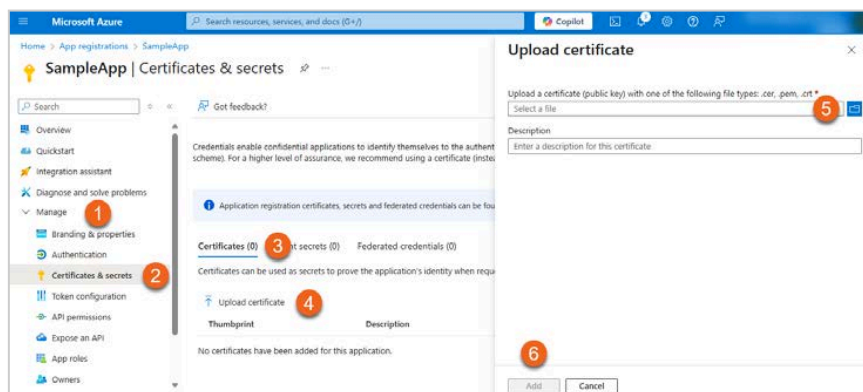 Microsoft Azure
Search resources, services, and docs (G+/)
Copilot
Home > App registrations > SampleApp
SampleApp | Certificates & secrets
Search
Got feedback?
Overview
Quickstart
Integration assistant
Diagnose and solve problems
Manage
1
Branding & properties
Authentication
Certificates & secrets
2
Token configuration
API permissions
Expose an API
App roles
Owners
Credentials enable confidential applications to identify themselves to the authent
scheme). For a higher level of assurance, we recommend using a certificate (instea
Application registration certificates, secrets and federated credentials can be fou
Certificates (0)
3
t secrets (0)
Federated credentials (0)
Certificates can be used as secrets to prove the application's identity when reque
Upload certificate
4
Thumbprint
Description
No certificates have been added for this application.
Upload certificate
Upload a certificate (public key) with one of the following file types: .cer, .pem, .crt *
Select a file
5
Description
Enter a description for this certificate
6
Add
Cancel